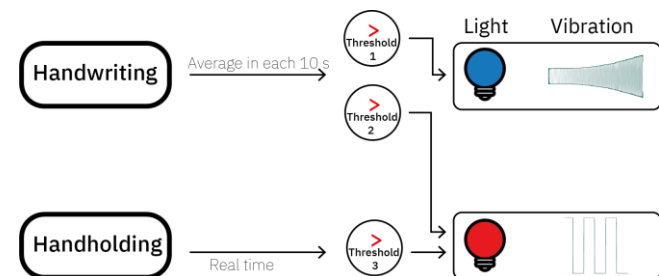 Light Vibration
>
Threshold
1
Handwriting
Average in each 10 s
>
Threshold
2
Handholding
Real time
>
Threshold
3